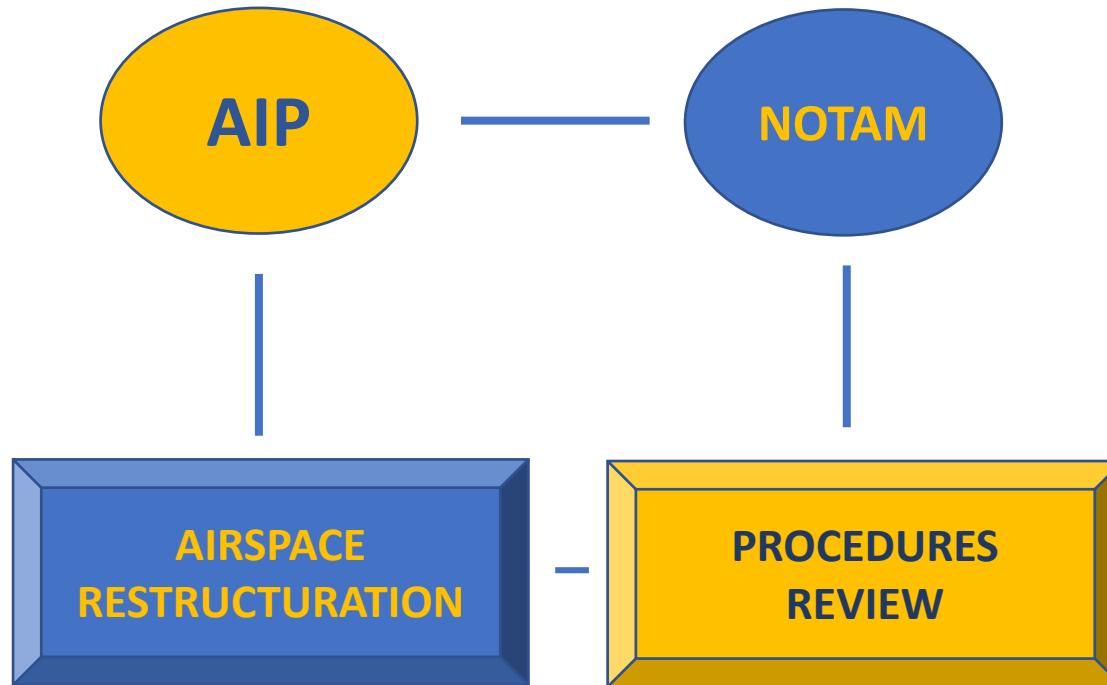 AIP
NOTAM
AIRSPACE
RESTRUCTURATION
PROCEDURES
REVIEW